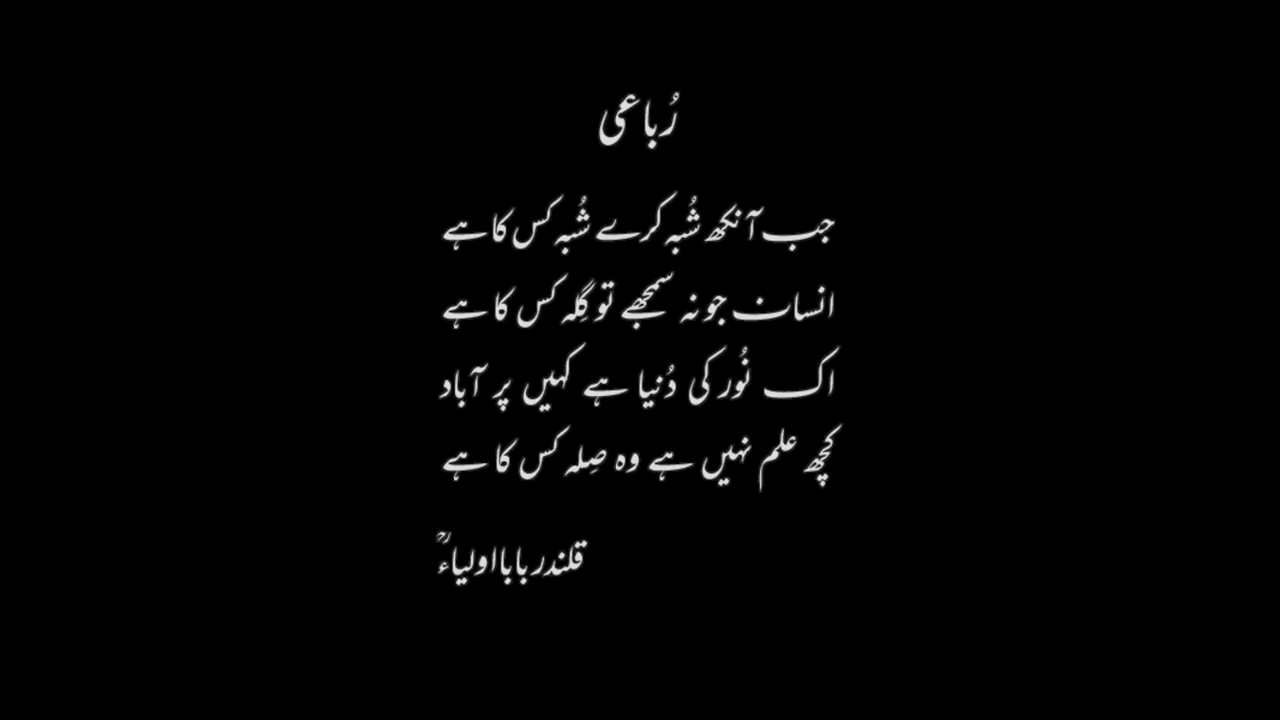 رُباعی
جب آنکھ شُبہ کرے شُبہ کس کا ہے
انسان جو نہ سمجھے تو گِلہ کس کا ہے
اک نُور کی دُنیا ہے کہیں پر آباد
کچھ علم نہیں ہے وہ صِلہ کس کا ہے
قلندر بابا اولیاءؒ